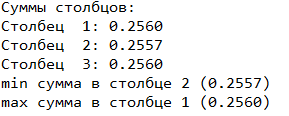 Суммы столбцов:
Столбец  1: 0.2560
Столбец  2: 0.2557
Столбец  3: 0.2560
min сумма в столбце 2 (0.2557)
max сумма в столбце 1 (0.2560)